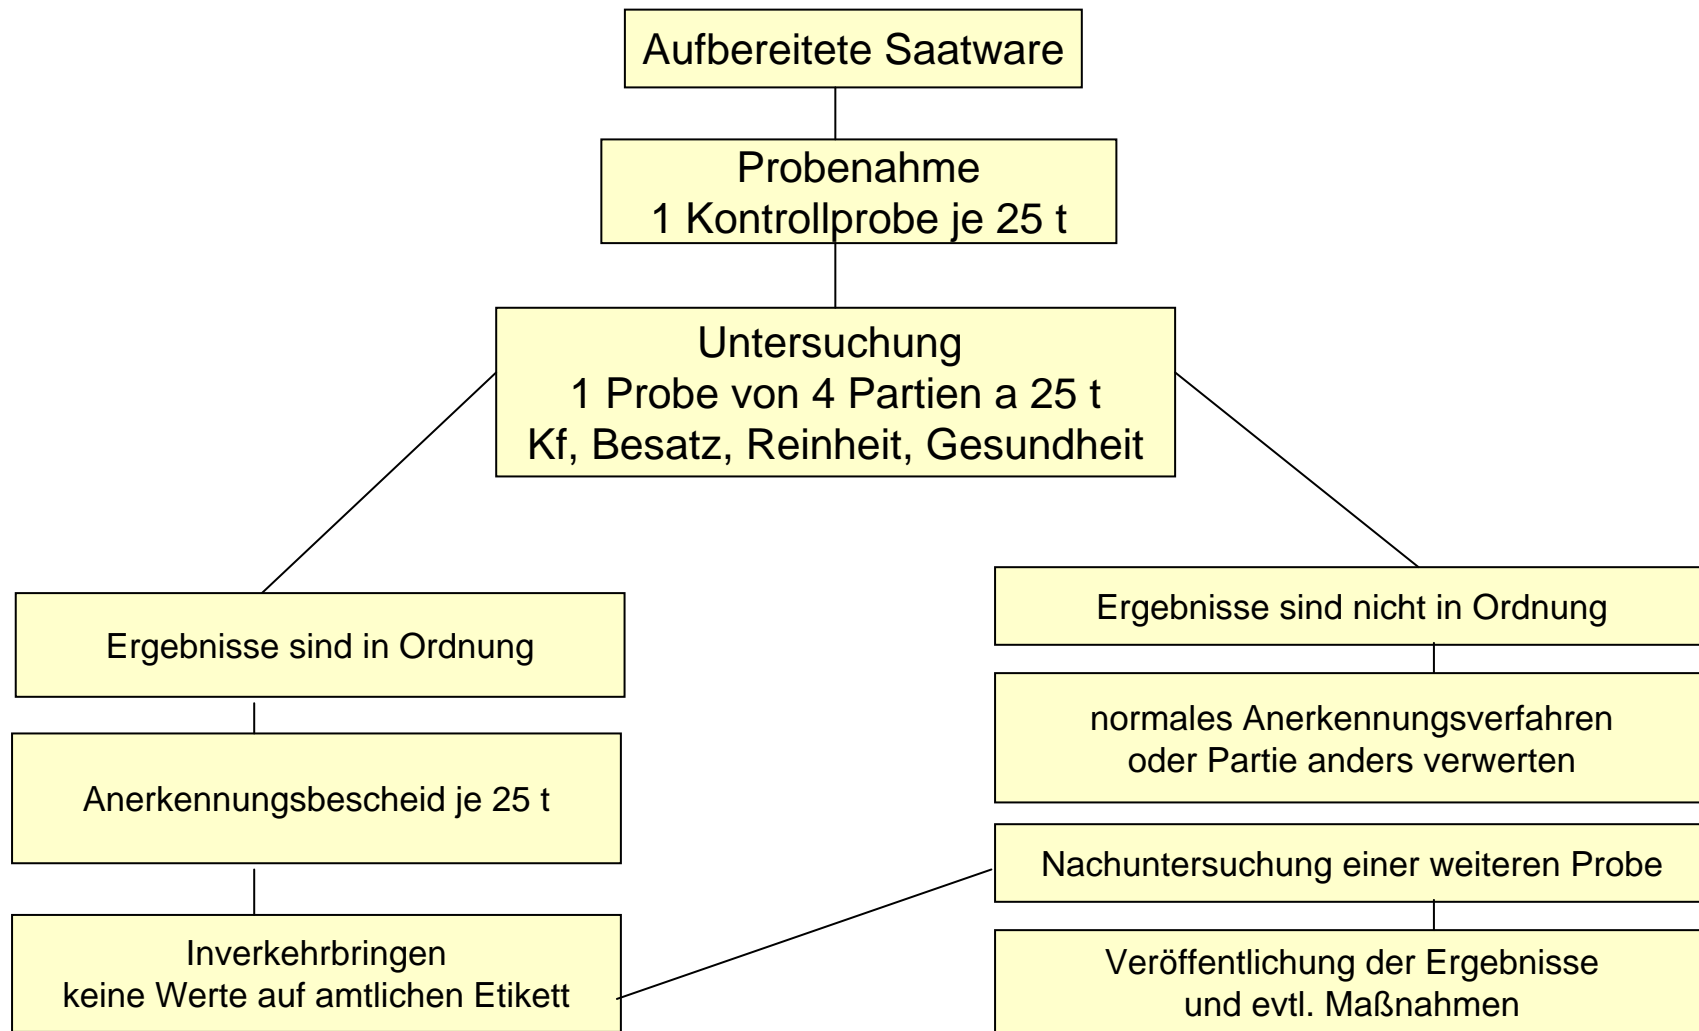 Aufbereitete Saatware
Probenahme
1 Kontrollprobe je 25 t
Untersuchung
1 Probe von 4 Partien a 25 t
Kf, Besatz, Reinheit, Gesundheit
Ergebnisse sind in Ordnung
Anerkennungsbescheid je 25 t
Inverkehrbringen
keine Werte auf amtlichen Etikett
Ergebnisse sind nicht in Ordnung
normales Anerkennungsverfahren
oder Partie anders verwerten
Nachuntersuchung einer weiteren Probe
Veröffentlichung der Ergebnisse
und evtl. Maßnahmen